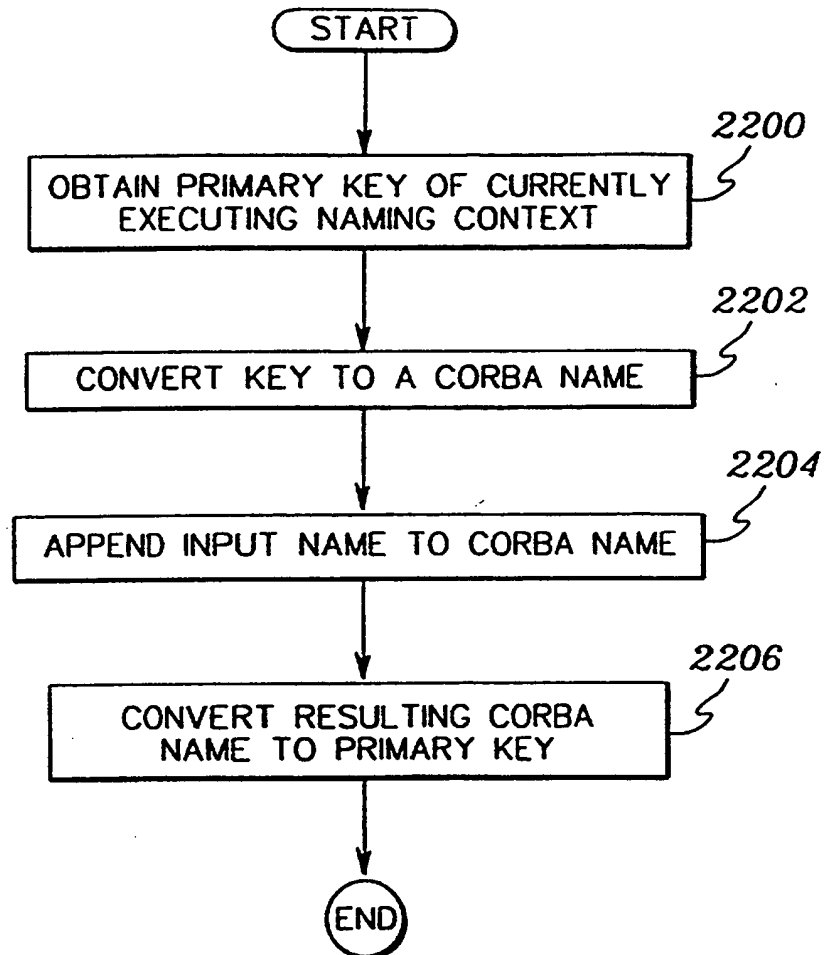 START
2200
OBTAIN PRIMARY KEY OF CURRENTLY
EXECUTING NAMING CONTEXT
2202
CONVERT KEY TO A CORBA NAME
2204
APPEND INPUT NAME TO CORBA NAME
2206
CONVERT RESULTING CORBA
NAME TO PRIMARY KEY
END